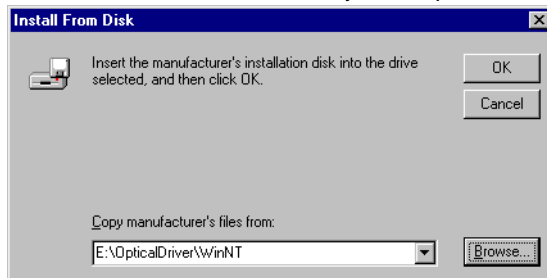 Install From Disk
Insert the manufacturer's installation disk into the drive
selected, and then click OK.
OK
Cancel
Copy manufacturer's files from:
E:\OpticalDriver\WinNT
Browse...